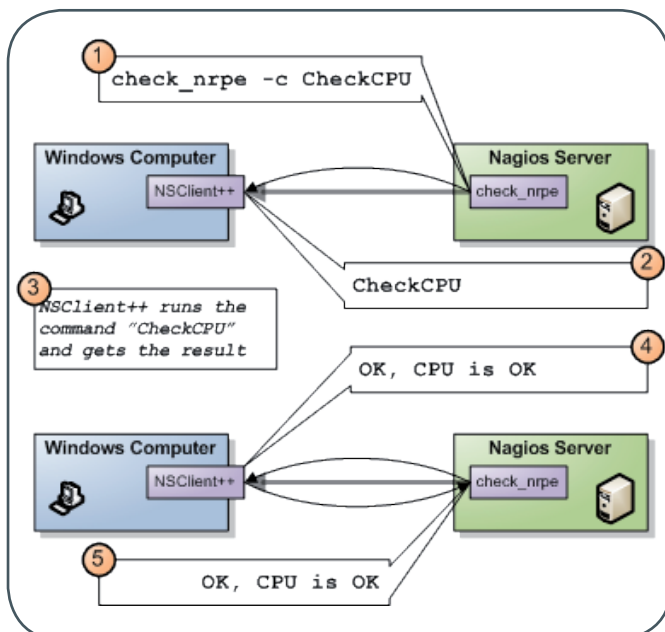 1
check_nrpe -c CheckCPU
Windows Computer
NSClient++
Nagios Server
check_nrpe
2
CheckCPU
3
NSClient++ runs the
command "CheckCPU"
and gets the result
4
OK, CPU is OK
Windows Computer
NSClient++
Nagios Server
check_nrpe
5
OK, CPU is OK